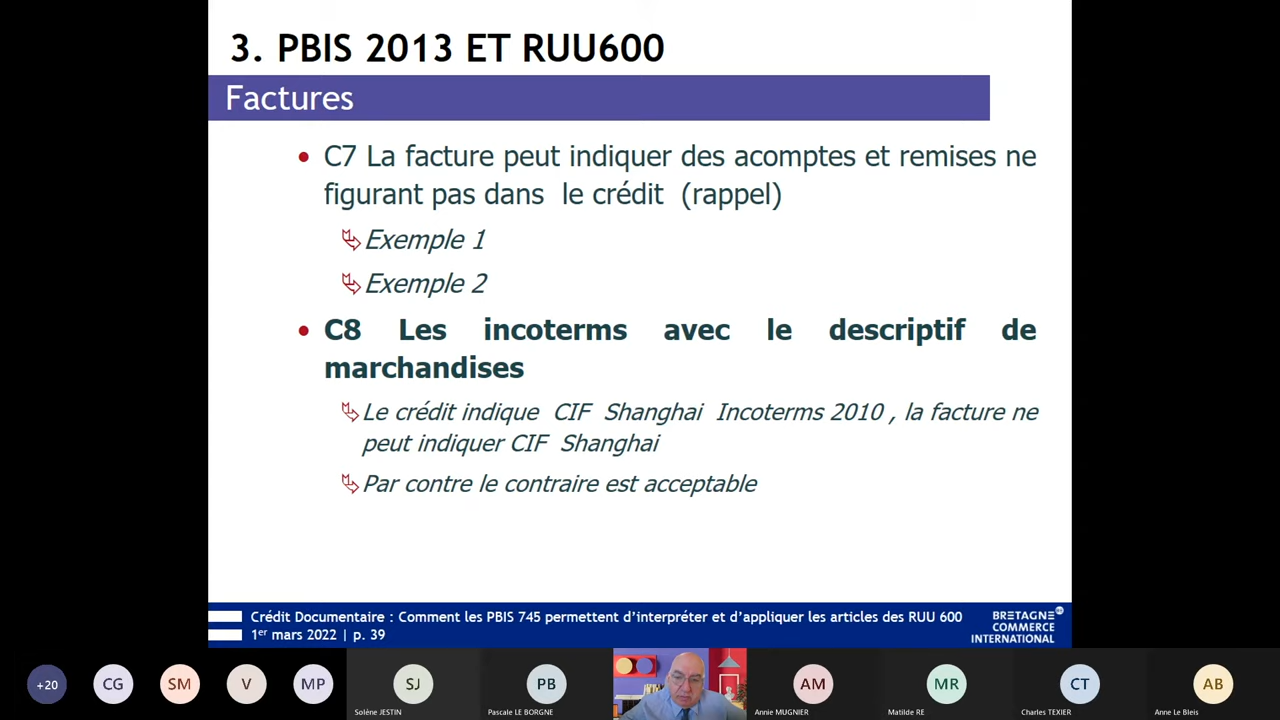 3. PBIS 2013 ET RUU600
Factures
• C7 La facture peut indiquer des acomptes et remises ne
figurant pas dans le crédit (rappel)
Exemple 1
Exemple 2
• C8 Les incoterms avec le descriptif de
marchandises
Le crédit indique CIF Shanghai Incoterms 2010 , la facture ne
peut indiquer CIF Shanghai
Par contre le contraire est acceptable
Crédit Documentaire : Comment les PBIS 745 permettent d’interpréter et d’appliquer les articles des RUU 600
1er mars 2022 | p. 39
BRETAGNE
COMMERCE
INTERNATIONAL
+20 CG SM V MP SJ PB AM MR CT AB
Solène JESTIN Pascale LE BORGNE Annie MUGNIER Matilde RE Charles TEXIER Anne Le Bleis